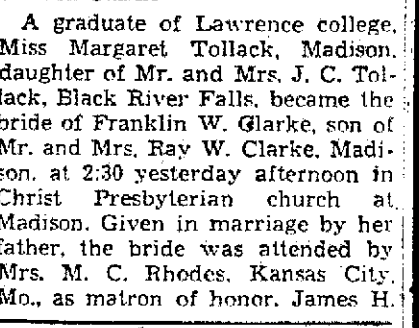 A graduate of Lawrence college,
Miss Margaret Tollack, Madison,
daughter of Mr. and Mrs. J. C. Tol-
lack, Black River Falls, became the
bride of Franklin W. Glarke, son of
Mr. and Mrs. Ray W. Clarke, Madi-
son, at 2:30 yesterday afternoon in
Christ Presbyterian church at
Madison. Given in marriage by her
father, the bride was attended by
Mrs. M. C. Rhodes, Kansas City,
Mo., as matron of honor. James H.